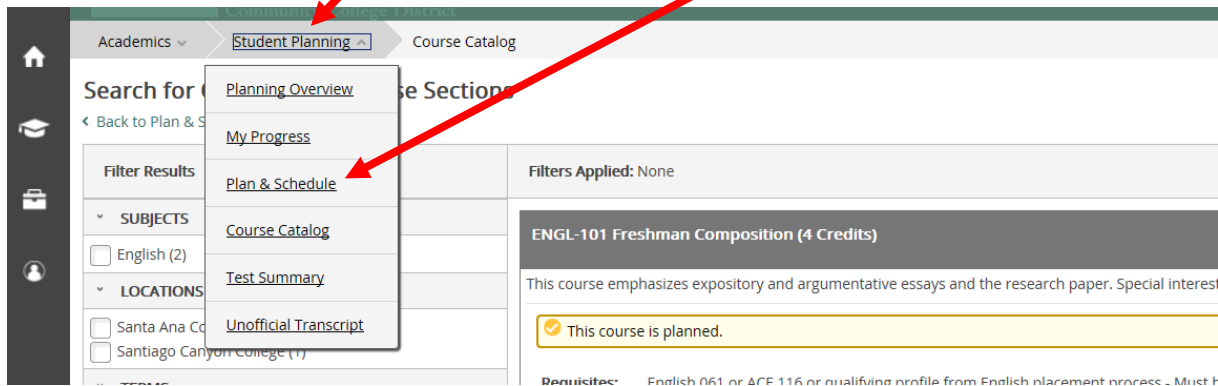 Community College District
Academics
Student Planning
Course Catalog
Search for
se Sections
Back to Plan & S
Planning Overview
My Progress
Plan & Schedule
Course Catalog
Test Summary
Unofficial Transcript
Filter Results
SUBJECTS
English (2)
LOCATIONS
Santa Ana Co
Santiago Canyon College (1)
TERMS
Filters Applied: None
ENGL-101 Freshman Composition (4 Credits)
This course emphasizes expository and argumentative essays and the research paper. Special interest
This course is planned.
Requisites: English 061 or ACE 116 or qualifying profile from English placement process - Must b